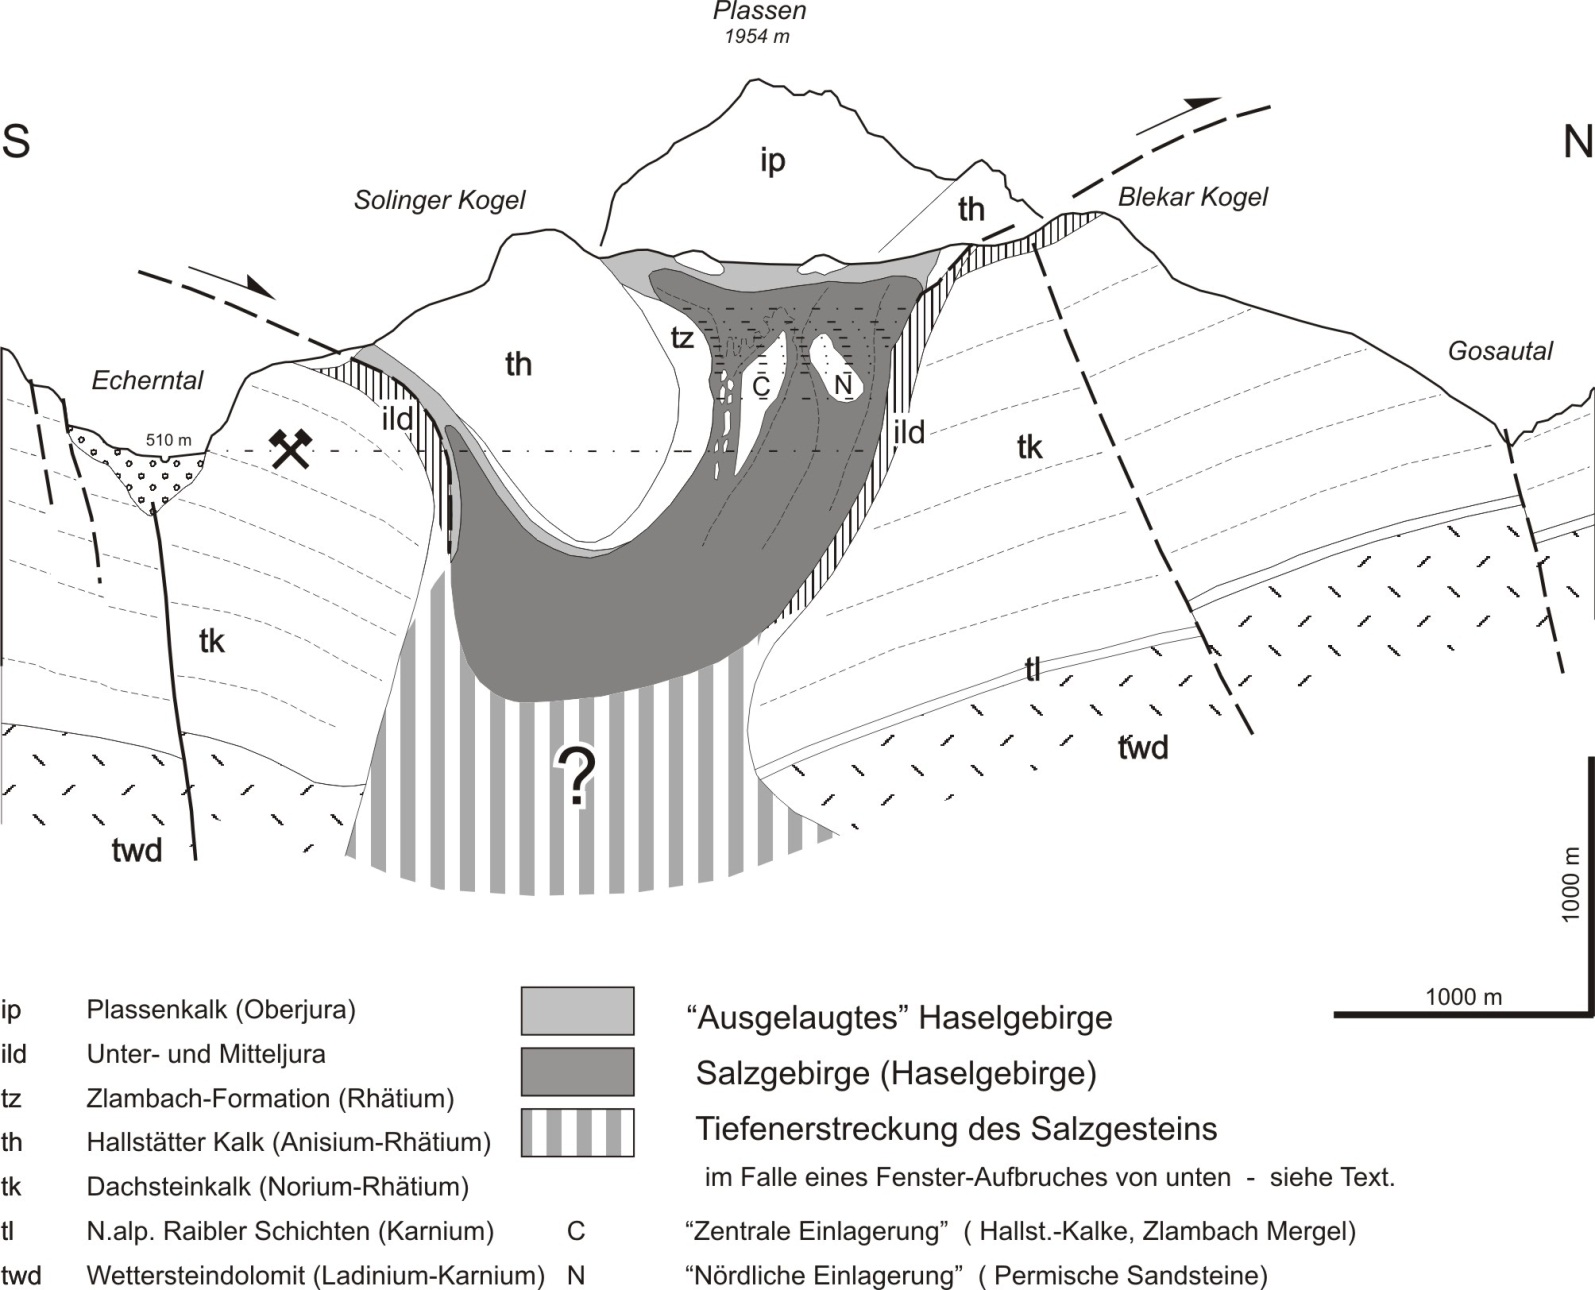 Plassen
1954 m
S
N
ip
Solinger Kogel
Blekar Kogel
th
tz
th
Echerntal
Gosautal
C
N
ild
ild
510 m
tk
tk
tl
twd
?
twd
1000 m
1000 m
ip Plassenkalk (Oberjura)
ild Unter- und Mitteljura
tz Zlambach-Formation (Rhätium)
th Hallstätter Kalk (Anisium-Rhätium)
tk Dachsteinkalk (Norium-Rhätium)
tl N.alp. Raibler Schichten (Karnium)
twd Wettersteindolomit (Ladinium-Karnium)
“Ausgelaugtes” Haselgebirge
Salzgebirge (Haselgebirge)
Tiefenerstreckung des Salzgesteins
im Falle eines Fenster-Aufbruches von unten - siehe Text.
C “Zentrale Einlagerung” ( Hallst.-Kalke, Zlambach Mergel)
N “Nördliche Einlagerung” ( Permische Sandsteine)